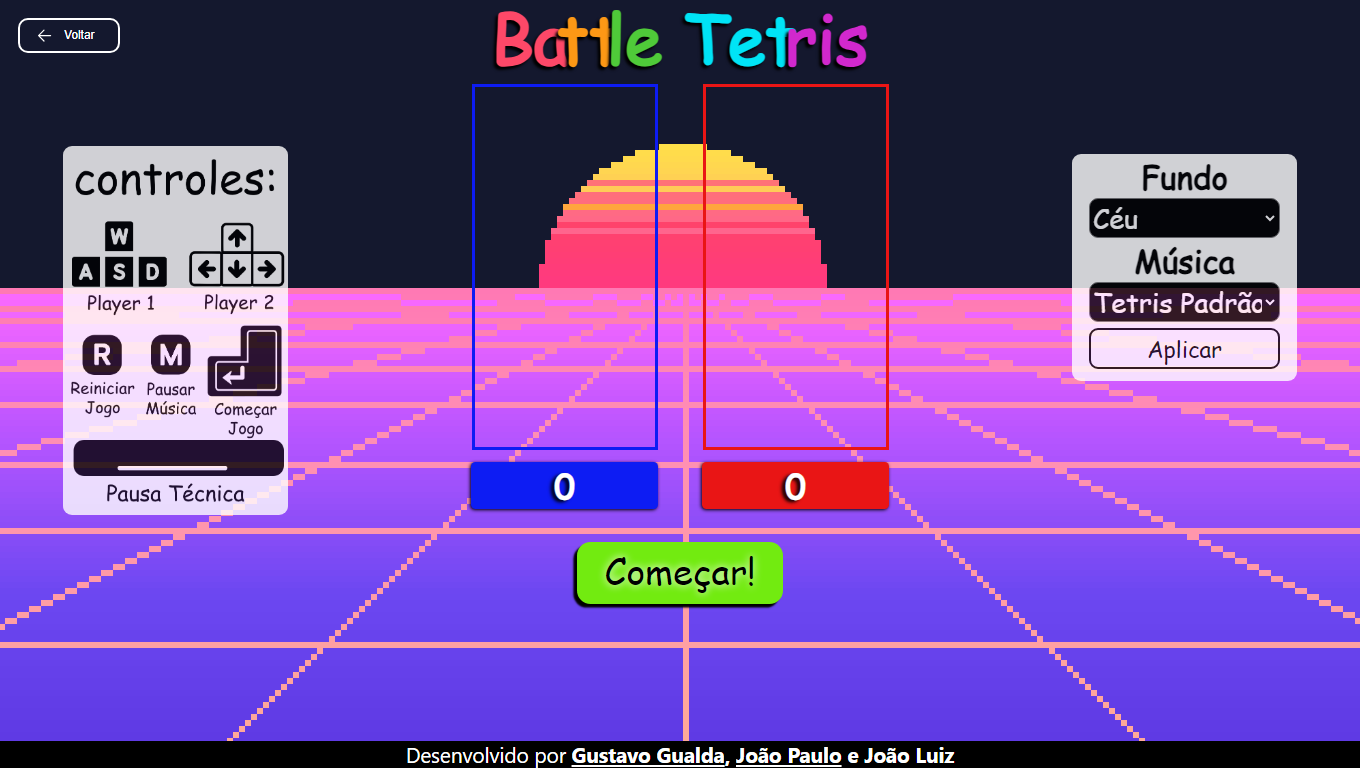 Voltar
Battle Tetris
controles:
W
A S D
Player 1
Player 2
R
M
Reiniciar
Jogo
Pausar
Música
Começar
Jogo
Pausa Técnica
0
0
Começar!
Fundo
Céu
Música
Tetris Padrão
Aplicar
Desenvolvido por Gustavo Gualda, João Paulo e João Luiz